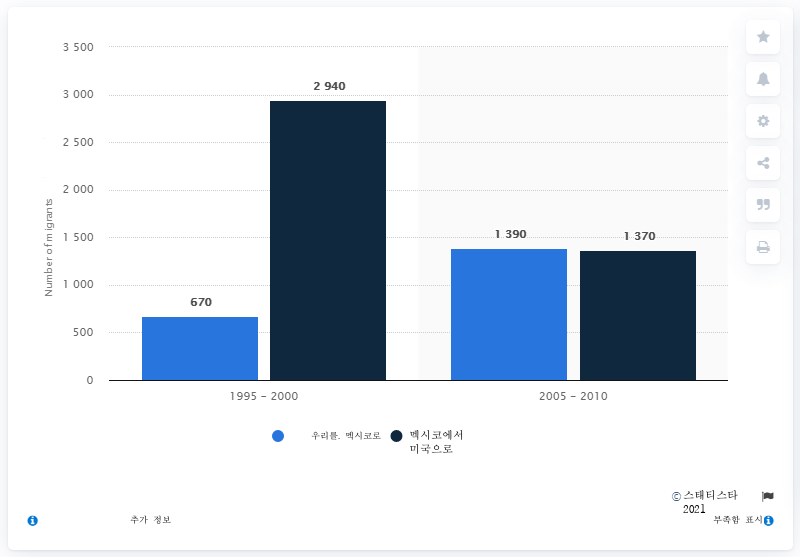 3 500
3 000
2 500
2 000
1 500
1 000
500
0
Number of migrants
670
2 940
1 390
1 370
1995 – 2000
2005 – 2010
우리를. 멕시코로
멕시코에서
미국으로
© 스태티스타
2021
추가 정보
부족함 표시